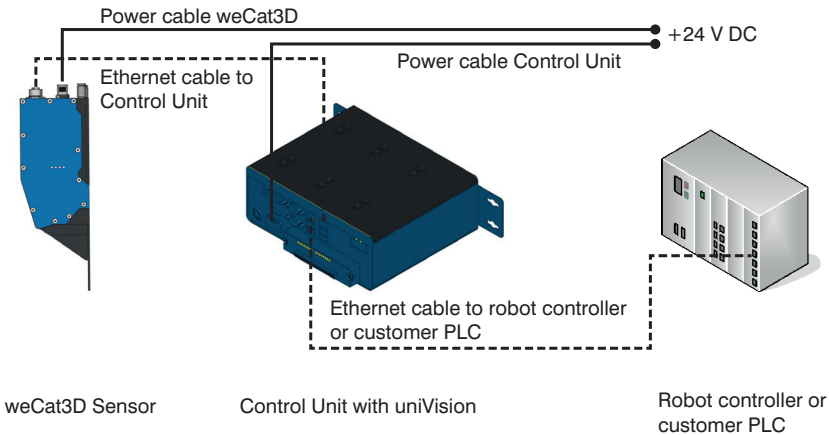 Power cable weCat3D
+24 V DC
Power cable Control Unit
Ethernet cable to
Control Unit
Ethernet cable to robot controller
or customer PLC
weCat3D Sensor
Control Unit with uniVision
Robot controller or
customer PLC